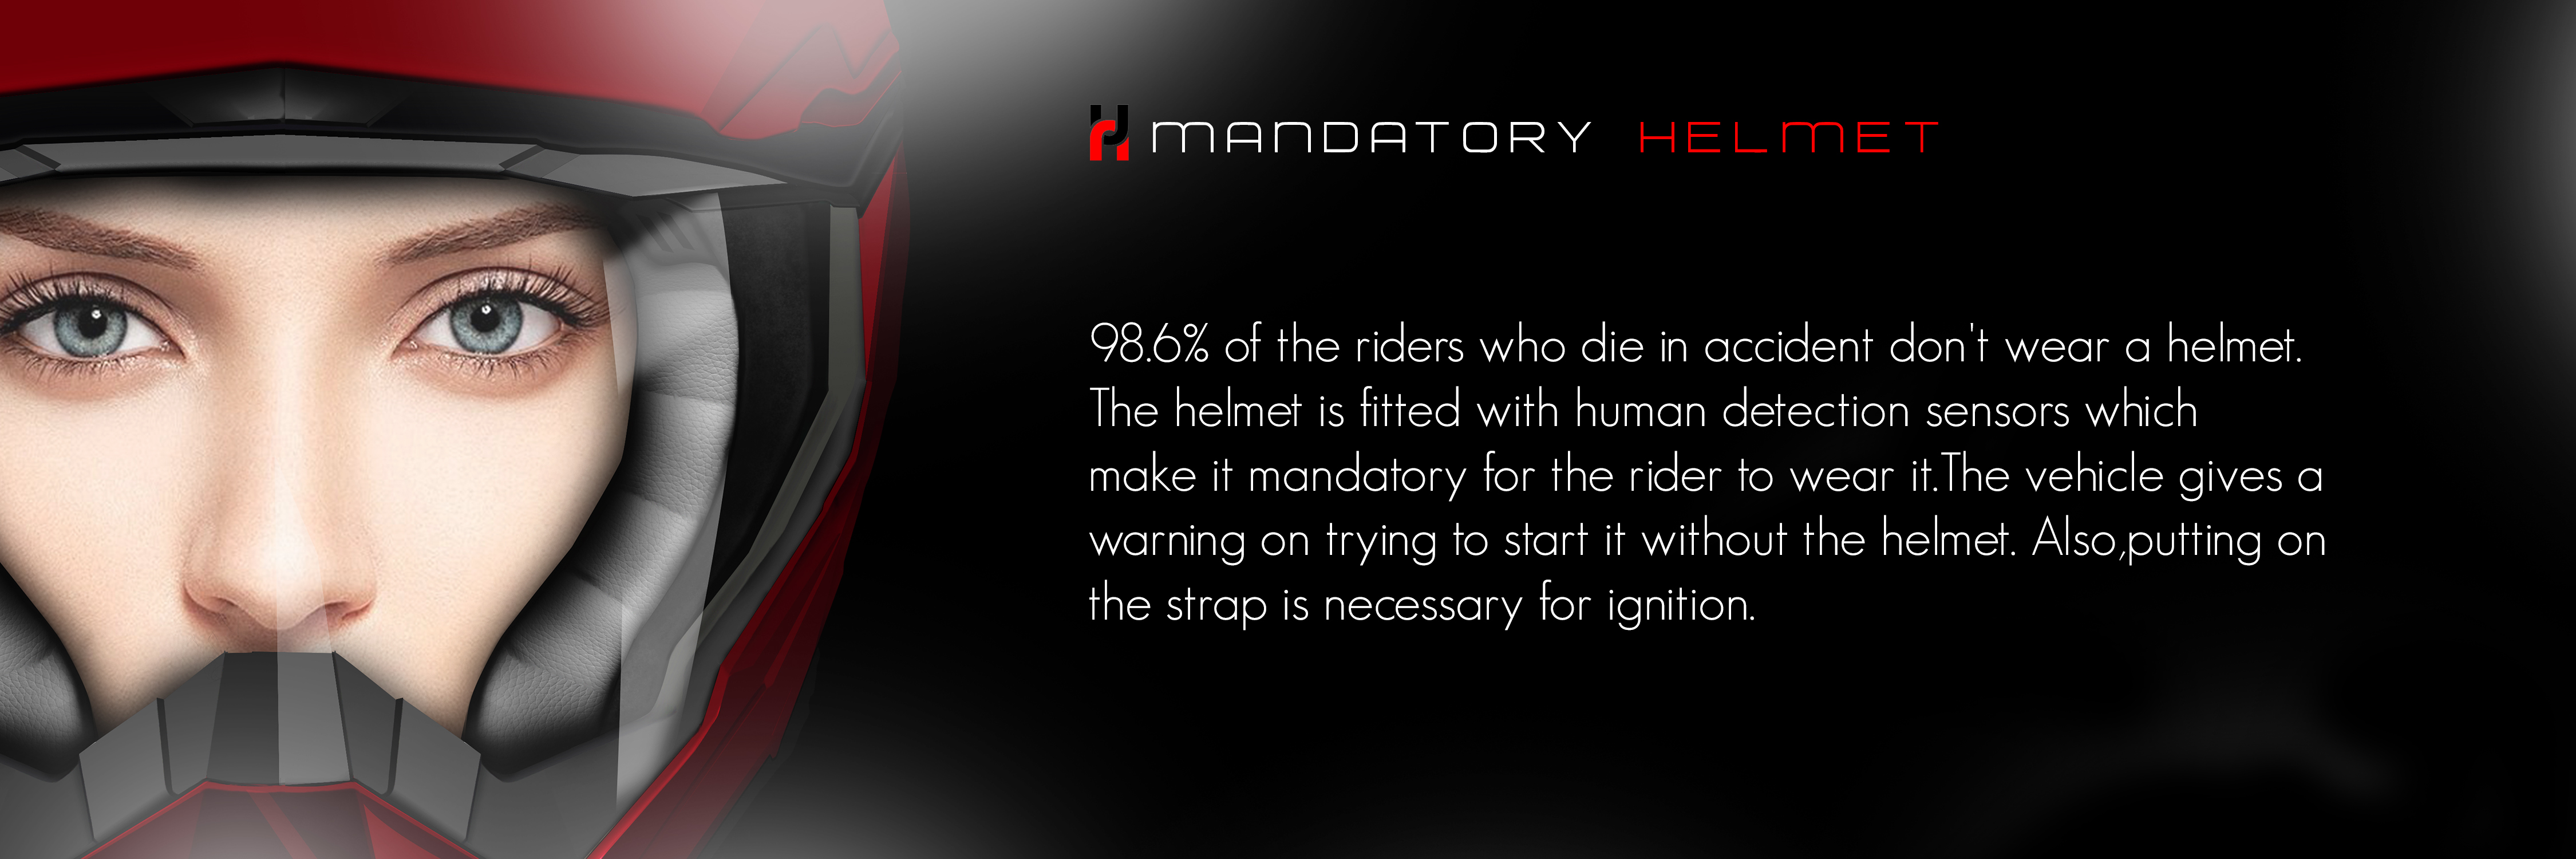 MANDATORY HELMET
98.6% of the riders who die in accident don't wear a helmet.
The helmet is fitted with human detection sensors which
make it mandatory for the rider to wear it.The vehicle gives a
warning on trying to start it without the helmet. Also,putting on
the strap is necessary for ignition.